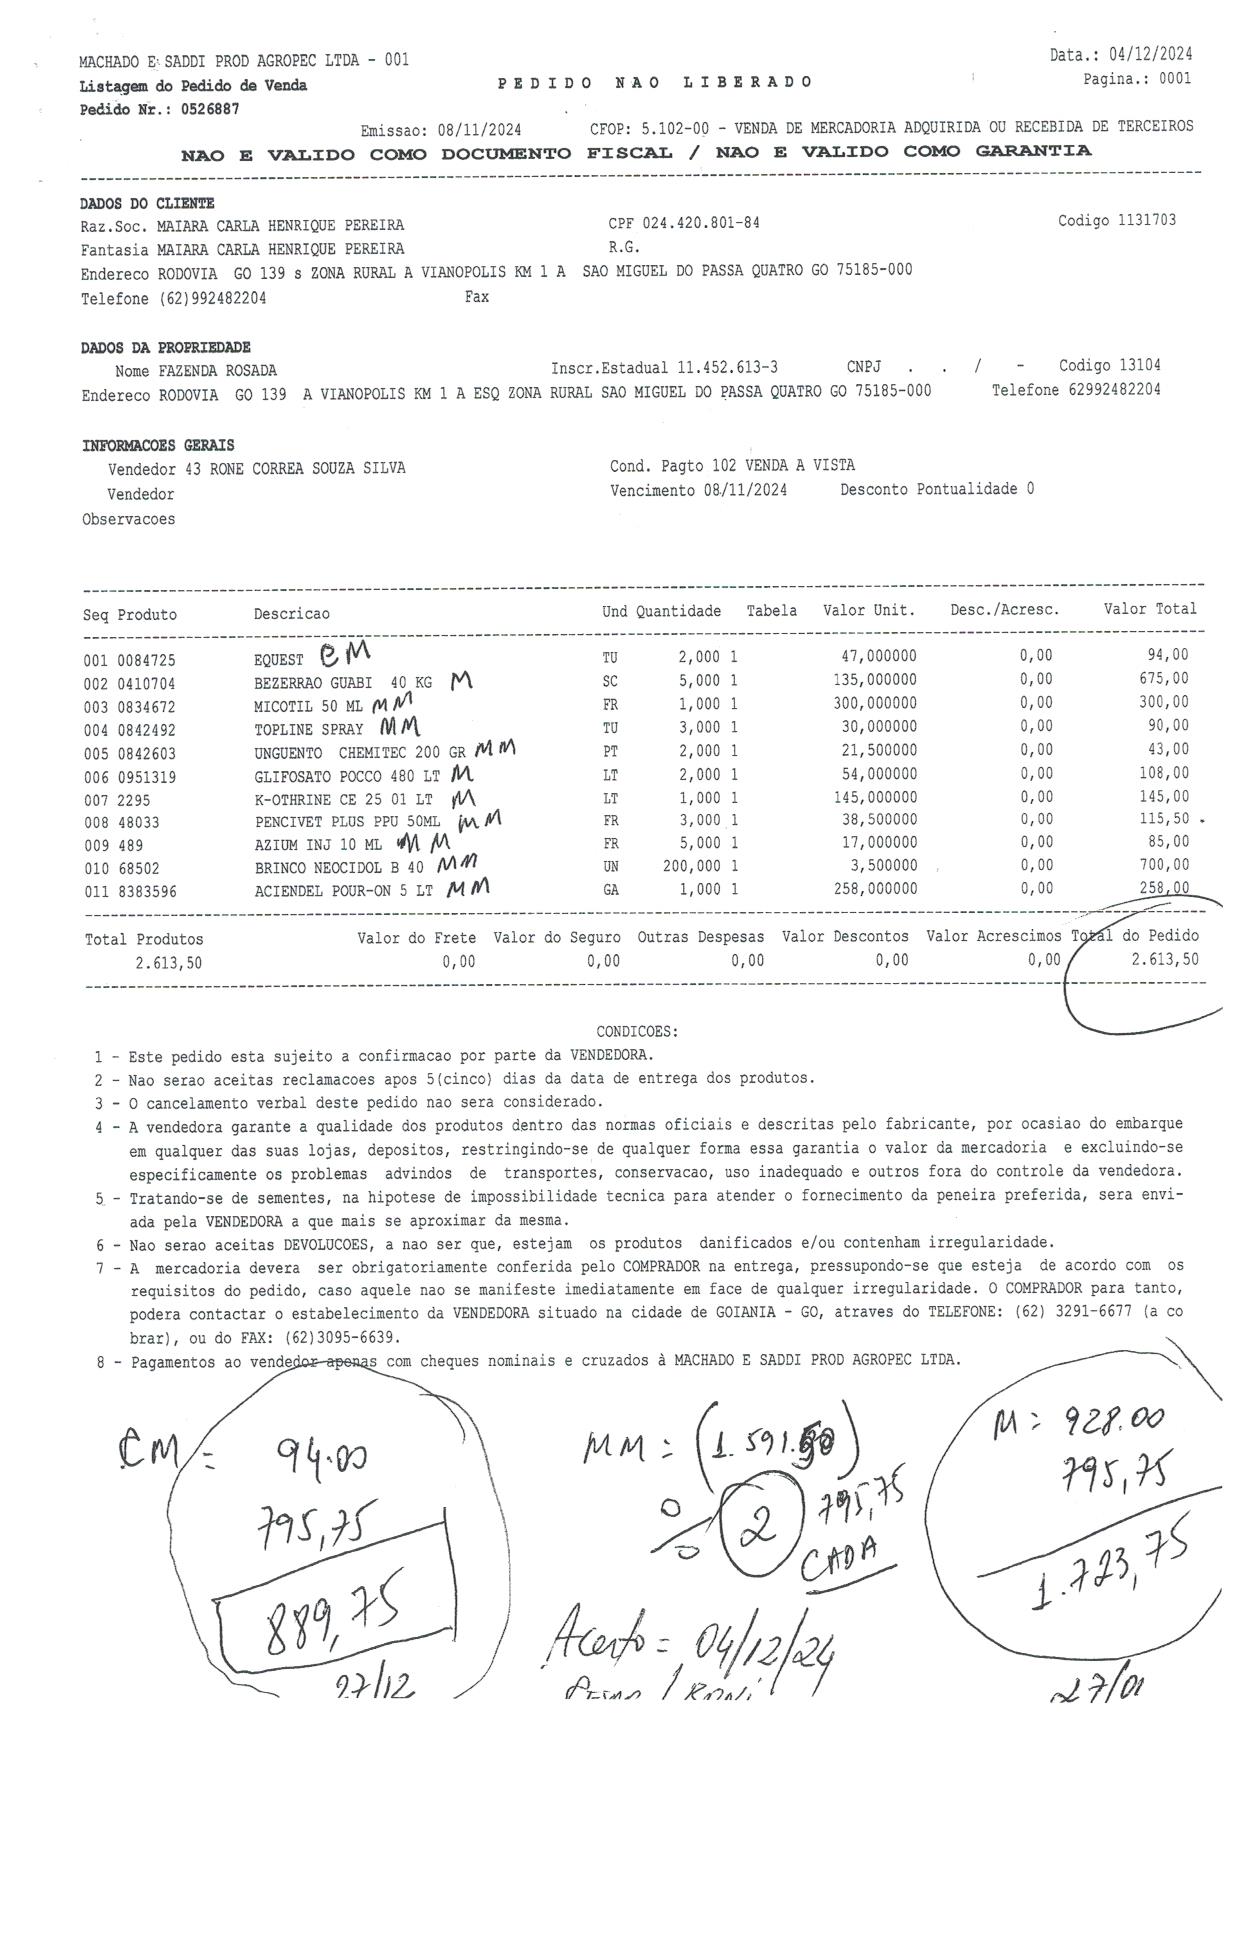 MACHADO E SADDI PROD AGROPEC LTDA - 001 Data.: 04/12/2024
Listagem do Pedido de Venda PEDIDO NAO LIBERADO Pagina.: 0001
Pedido Nr.: 0526887
Emissao: 08/11/2024 CFOP: 5.102-00 - VENDA DE MERCADORIA ADQUIRIDA OU RECEBIDA DE TERCEIROS
NAO E VALIDO COMO DOCUMENTO FISCAL / NAO E VALIDO COMO GARANTIA
DADOS DO CLIENTE
Raz.Soc. MAIARA CARLA HENRIQUE PEREIRA CPF 024.420.801-84 Codigo 1131703
Fantasia MAIARA CARLA HENRIQUE PEREIRA R.G.
Endereco RODOVIA GO 139 s ZONA RURAL A VIANOPOLIS KM 1 A SAO MIGUEL DO PASSA QUATRO GO 75185-000
Telefone (62)992482204 Fax
DADOS DA PROPRIEDADE
Nome FAZENDA ROSADA Inscr.Estadual 11.452.613-3 CNPJ . . / - Codigo 13104
Endereco RODOVIA GO 139 A VIANOPOLIS KM 1 A ESQ ZONA RURAL SAO MIGUEL DO PASSA QUATRO GO 75185-000 Telefone 62992482204
INFORMACOES GERAIS
Vendedor 43 RONE CORREA SOUZA SILVA Cond. Pagto 102 VENDA A VISTA
Vendedor Vencimento 08/11/2024 Desconto Pontualidade 0
Observacoes
Seq Produto Descricao Und Quantidade Tabela Valor Unit. Desc./Acresc. Valor Total
001 0084725 EQUEST CM TU 2,000 1 47,000000 0,00 94,00
002 0410704 BEZERRAO GUABI 40 KG M SC 5,000 1 135,000000 0,00 675,00
003 0834672 MICOTIL 50 ML MM FR 1,000 1 300,000000 0,00 300,00
004 0842492 TOPLINE SPRAY MM TU 3,000 1 30,000000 0,00 90,00
005 0842603 UNGUENTO CHEMITEC 200 GR MM PT 2,000 1 21,500000 0,00 43,00
006 0951319 GLIFOSATO POCCO 480 LT M LT 2,000 1 54,000000 0,00 108,00
007 2295 K-OTHRINE CE 25 01 LT M LT 1,000 1 145,000000 0,00 145,00
008 48033 PENCIVET PLUS PPU 50ML MM FR 3,000 1 38,500000 0,00 115,50
009 489 AZIUM INJ 10 ML MM FR 5,000 1 17,000000 0,00 85,00
010 68502 BRINCO NEOCIDOL B 40 MM UN 200,000 1 3,500000 0,00 700,00
011 8383596 ACIENDEL POUR-ON 5 LT MM GA 1,000 1 258,000000 0,00 258,00
Total Produtos Valor do Frete Valor do Seguro Outras Despesas Valor Descontos Valor Acrescimos Total do Pedido
2.613,50 0,00 0,00 0,00 0,00 0,00 2.613,50
CONDICOES:
1 - Este pedido esta sujeito a confirmacao por parte da VENDEDORA.
2 - Nao serao aceitas reclamacoes apos 5(cinco) dias da data de entrega dos produtos.
3 - O cancelamento verbal deste pedido nao sera considerado.
4 - A vendedora garante a qualidade dos produtos dentro das normas oficiais e descritas pelo fabricante, por ocasiao do embarque
em qualquer das suas lojas, depositos, restringindo-se de qualquer forma essa garantia o valor da mercadoria e excluindo-se
especificamente os problemas advindos de transportes, conservacao, uso inadequado e outros fora do controle da vendedora.
5 - Tratando-se de sementes, na hipotese de impossibilidade tecnica para atender o fornecimento da peneira preferida, sera envi-
ada pela VENDEDORA a que mais se aproximar da mesma.
6 - Nao serao aceitas DEVOLUCOES, a nao ser que, estejam os produtos danificados e/ou contenham irregularidade.
7 - A mercadoria devera ser obrigatoriamente conferida pelo COMPRADOR na entrega, pressupondo-se que esteja de acordo com os
requisitos do pedido, caso aquele nao se manifeste imediatamente em face de qualquer irregularidade. O COMPRADOR para tanto,
podera contactar o estabelecimento da VENDEDORA situado na cidade de GOIANIA - GO, atraves do TELEFONE: (62) 3291-6677 (a co
brar), ou do FAX: (62)3095-6639.
8 - Pagamentos ao vendedor apenas com cheques nominais e cruzados à MACHADO E SADDI PROD AGROPEC LTDA.
CM = 94.00
795,75
889,75
27/12
MM = (1.591.50)
÷ 2 795,75
CADA
Acerto = 04/12/24
M = 928.00
795,75
1.723,75
27/01